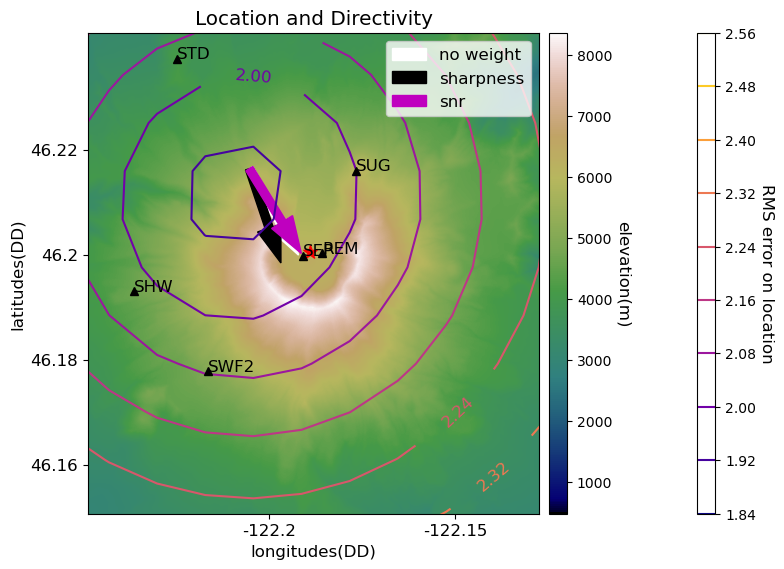 Location and Directivity
no weight
sharpness
snr
STD
2.00
SUG
SER
REM
SHW
SWF2
2.24
2.32
46.22
46.2
46.18
46.16
latitudes(DD)
-122.2
-122.15
longitudes(DD)
8000
7000
6000
5000
4000
3000
2000
1000
elevation(m)
2.56
2.48
2.40
2.32
2.24
2.16
2.08
2.00
1.92
1.84
RMS error on location